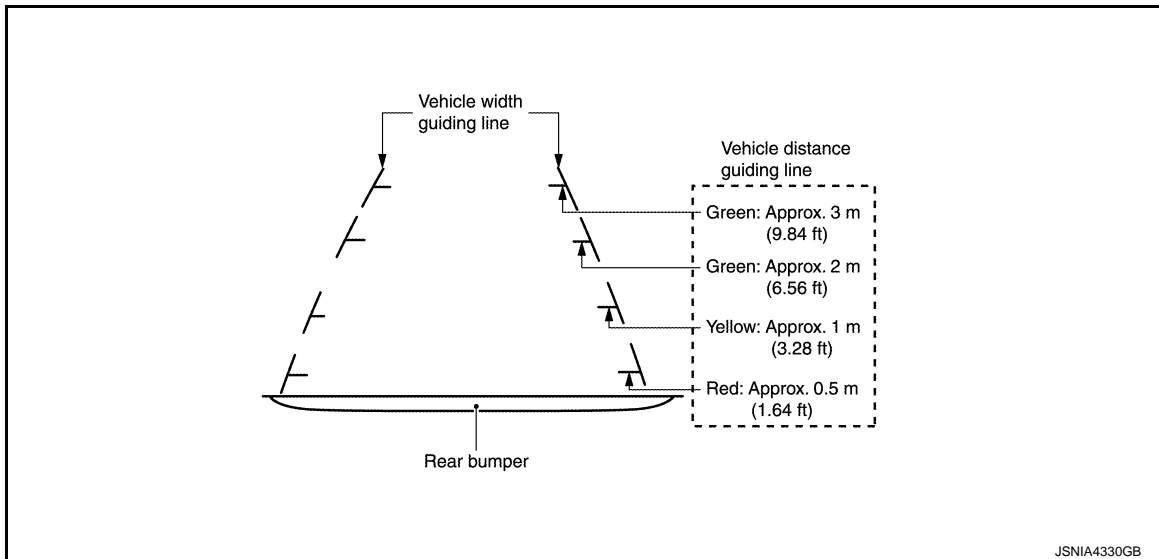 Vehicle width
guiding line
Vehicle distance
guiding line
Green: Approx. 3 m
(9.84 ft)
Green: Approx. 2 m
(6.56 ft)
Yellow: Approx. 1 m
(3.28 ft)
Red: Approx. 0.5 m
(1.64 ft)
Rear bumper
JSNIA4330GB